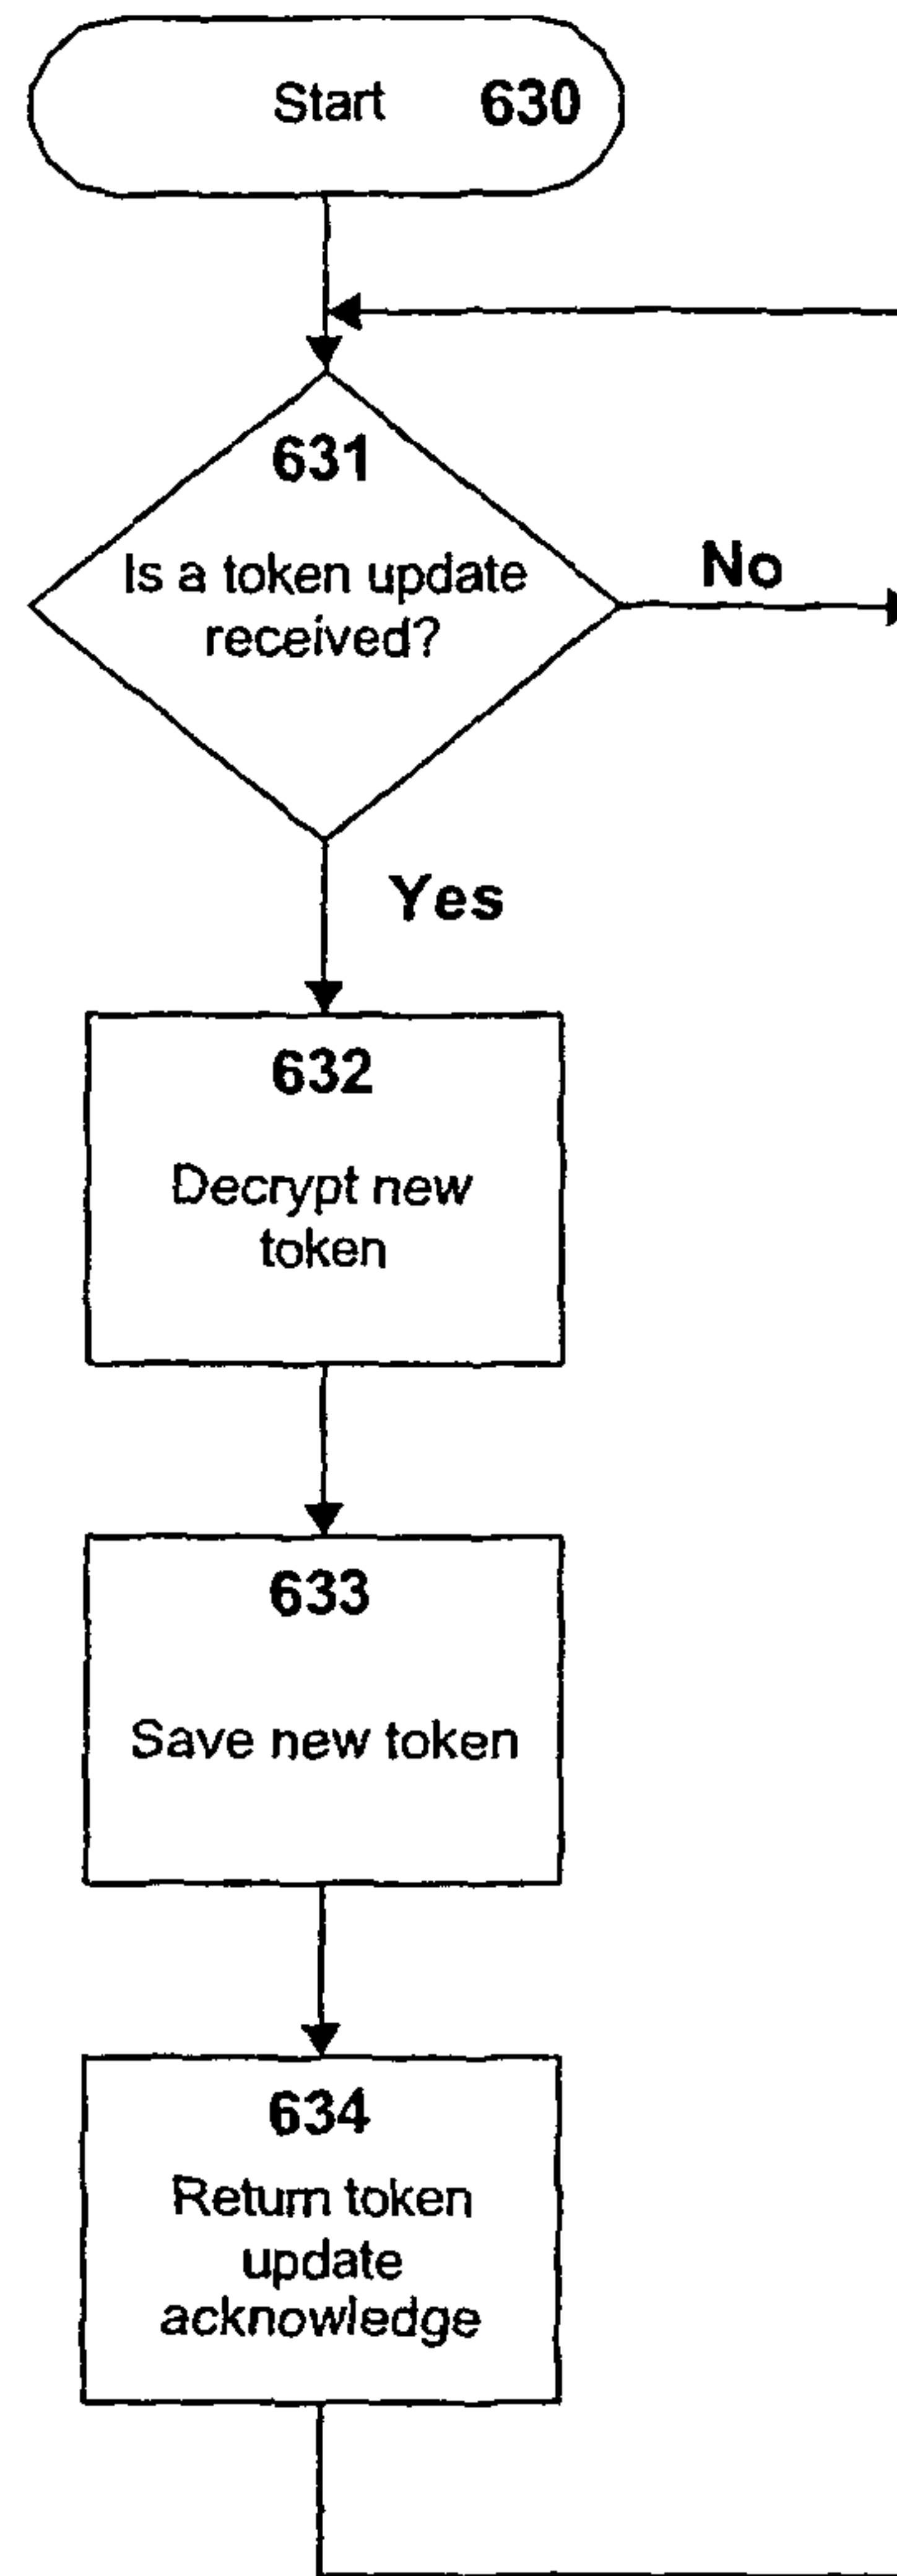 Start 630
631
Is a token update
received?
No
Yes
632
Decrypt new
token
633
Save new token
634
Return token
update
acknowledge